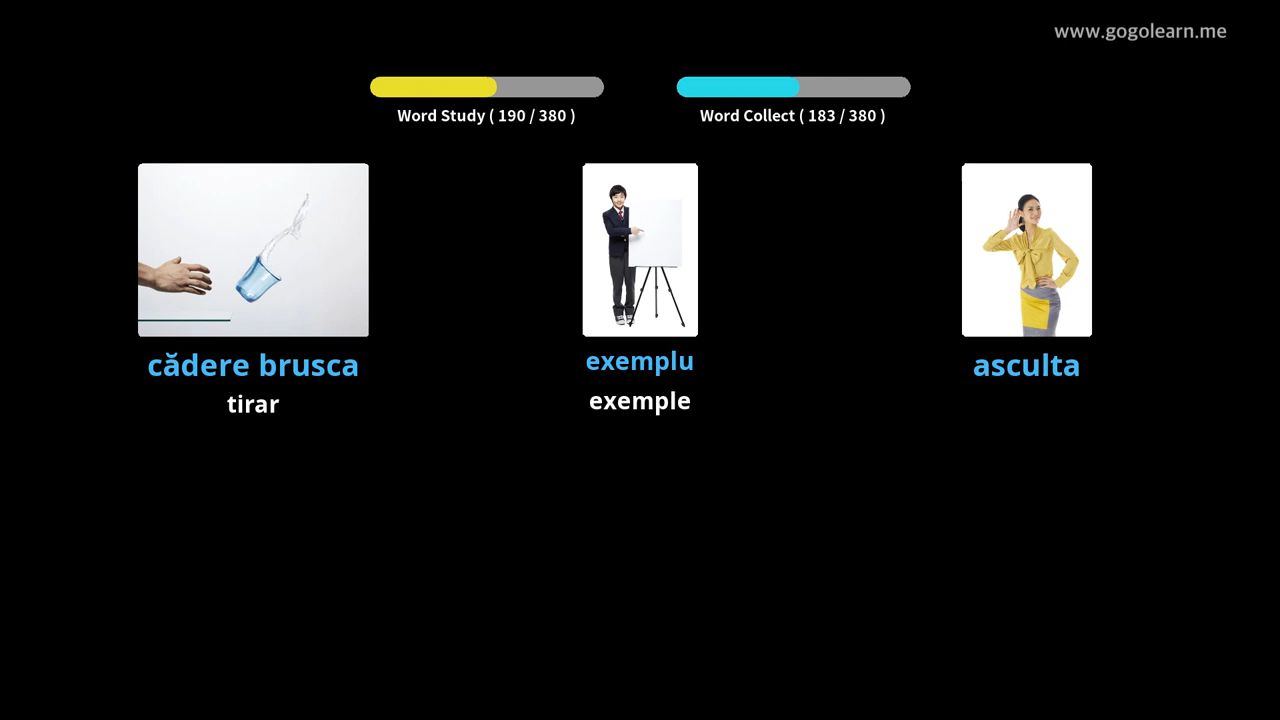 www.gogolearn.me
Word Study ( 190 / 380 )
Word Collect ( 183 / 380 )
cădere brusca
exemplu
asculta
tirar
exemple